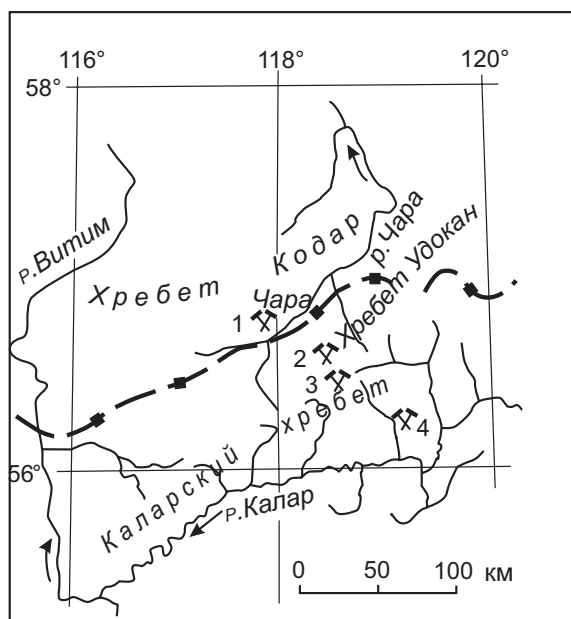 116° 118° 120°
58°
р.Витим
Хребет
Кодар
р. Чара
Хребет Удокан
Чара
1
2
3
хребет
4
56°
Каларский
р.Калар
0 50 100 км